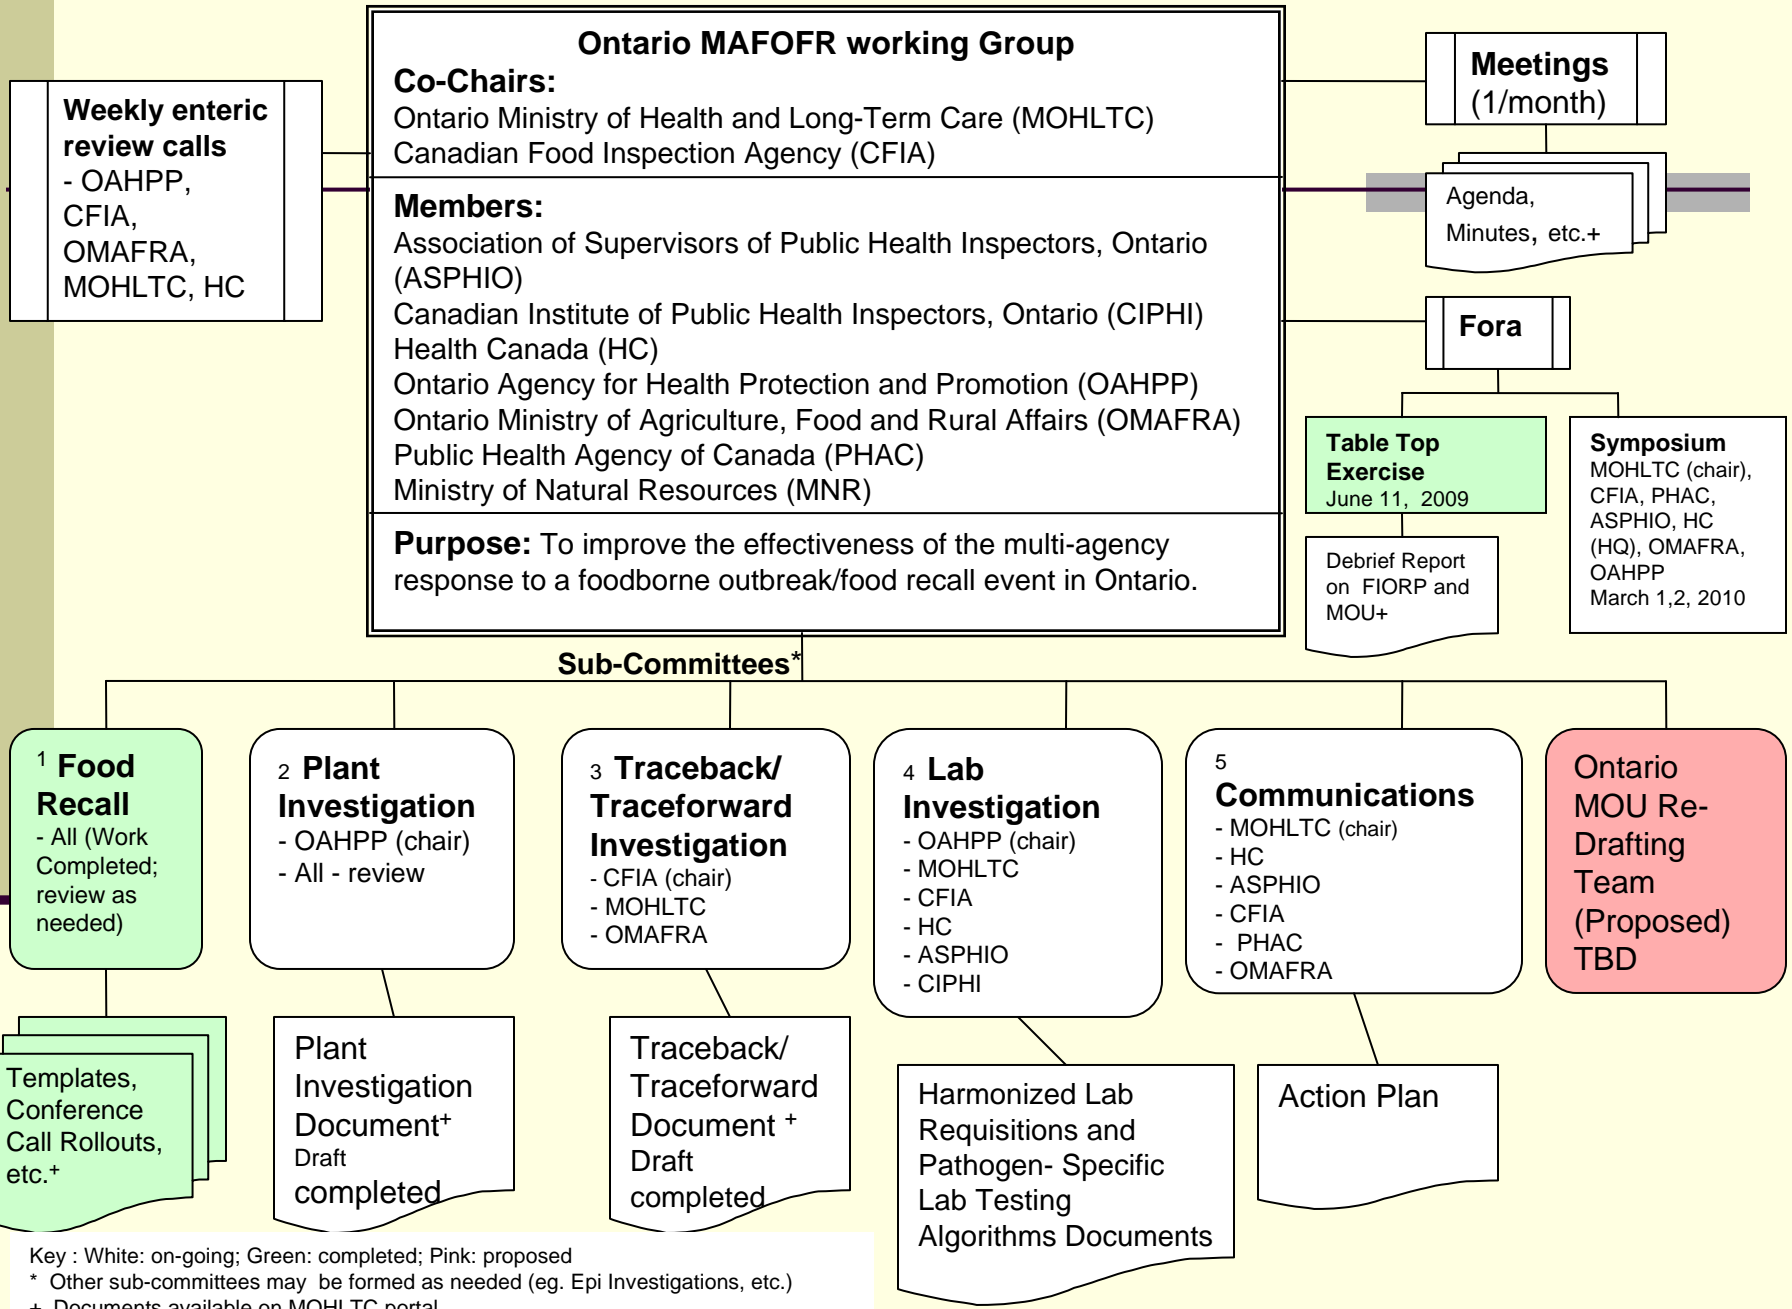 Ontario MAFOFR working Group
Co-Chairs:
Ontario Ministry of Health and Long-Term Care (MOHLTC)
Canadian Food Inspection Agency (CFIA)
Members:
Association of Supervisors of Public Health Inspectors, Ontario
(ASPHIO)
Canadian Institute of Public Health Inspectors, Ontario (CIPHI)
Health Canada (HC)
Ontario Agency for Health Protection and Promotion (OAHPP)
Ontario Ministry of Agriculture, Food and Rural Affairs (OMAFRA)
Public Health Agency of Canada (PHAC)
Ministry of Natural Resources (MNR)
Purpose: To improve the effectiveness of the multi-agency
response to a foodborne outbreak/food recall event in Ontario.
Weekly enteric
review calls
- OAHPP,
CFIA,
OMAFRA,
MOHLTC, HC
Meetings
(1/month)
Agenda,
Minutes, etc.+
Fora
Table Top
Exercise
June 11, 2009
Debrief Report
on FIORP and
MOU+
Symposium
MOHLTC (chair),
CFIA, PHAC,
ASPHIO, HC
(HQ), OMAFRA,
OAHPP
March 1,2, 2010
Sub-Committees*
1 Food
Recall
- All (Work
Completed;
review as
needed)
2 Plant
Investigation
- OAHPP (chair)
- All - review
3 Traceback/
Traceforward
Investigation
- CFIA (chair)
- MOHLTC
- OMAFRA
4 Lab
Investigation
- OAHPP (chair)
- MOHLTC
- CFIA
- HC
- ASPHIO
- CIPHI
5
Communications
- MOHLTC (chair)
- HC
- ASPHIO
- CFIA
- PHAC
- OMAFRA
Ontario
MOU Re-
Drafting
Team
(Proposed)
TBD
Templates,
Conference
Call Rollouts,
etc.+
Plant
Investigation
Document+
Draft
completed
Traceback/
Traceforward
Document +
Draft
completed
Harmonized Lab
Requisitions and
Pathogen- Specific
Lab Testing
Algorithms Documents
Action Plan
Key : White: on-going; Green: completed; Pink: proposed
* Other sub-committees may be formed as needed (eg. Epi Investigations, etc.)
+ Documents available on MOHLTC portal